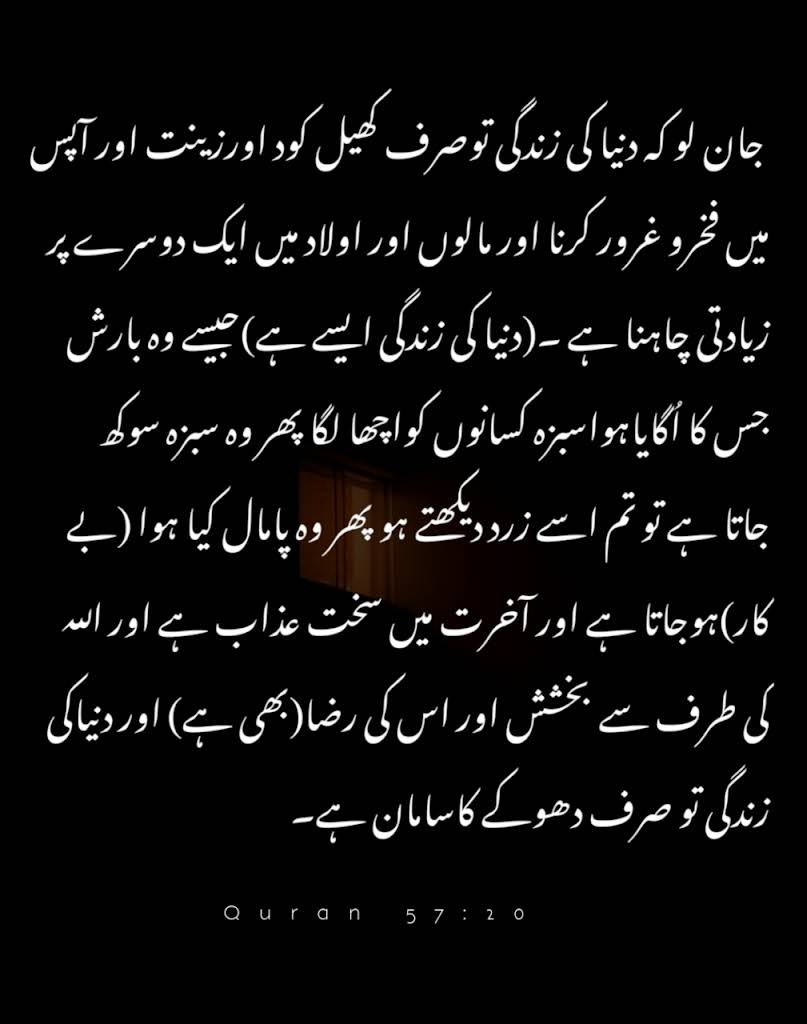 جان لو کہ دنیا کی زندگی تو صرف کھیل کود اور زینت اور آپس
میں فخر و غرور کرنا اور مالوں اور اولاد میں ایک دوسرے پر
زیادتی چاہنا ہے ۔(دنیا کی زندگی ایسے ہے) جیسے وہ بارش
جس کا اُگایا ہوا سبزہ کسانوں کو اچھا لگا پھر وہ سبزہ سوکھ
جاتا ہے تو تم اسے زرد دیکھتے ہو پھر وہ پامال کیا ہوا (بے
کار) ہو جاتا ہے اور آخرت میں سخت عذاب ہے اور اللہ
کی طرف سے بخشش اور اس کی رضا (بھی ہے) اور دنیا کی
زندگی تو صرف دھوکے کا سامان ہے۔
Quran 57:20